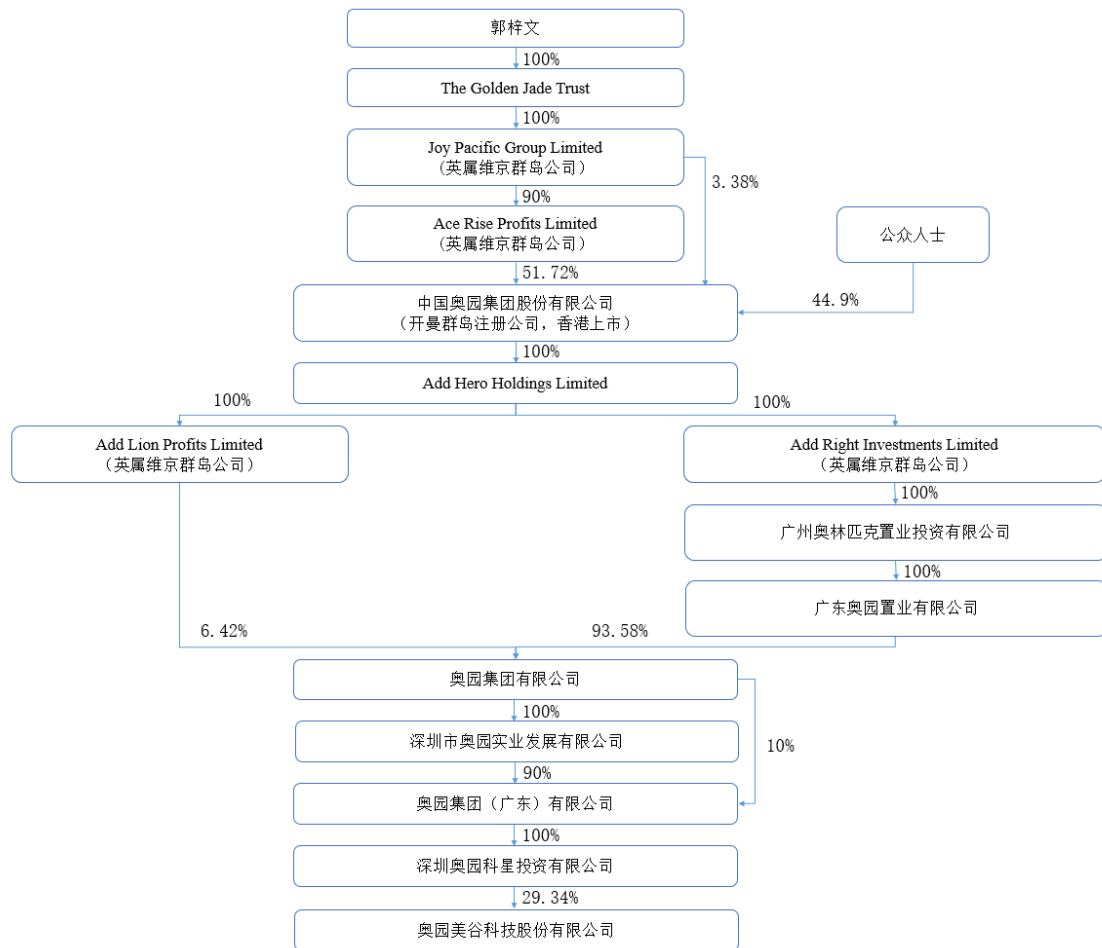 郭梓文
100%
The Golden Jade Trust
100%
Joy Pacific Group Limited
(英属维京群岛公司)
3.38%
90%
Ace Rise Profits Limited
(英属维京群岛公司)
公众人士
51.72%
44.9%
中国奥园集团股份有限公司
(开曼群岛注册公司，香港上市)
100%
Add Hero Holdings Limited
100%
100%
Add Lion Profits Limited
(英属维京群岛公司)
Add Right Investments Limited
(英属维京群岛公司)
100%
广州奥林匹克置业投资有限公司
100%
广东奥园置业有限公司
6.42%
93.58%
奥园集团有限公司
100%
深圳市奥园实业发展有限公司
10%
90%
奥园集团（广东）有限公司
100%
深圳奥园科星投资有限公司
29.34%
奥园美谷科技股份有限公司